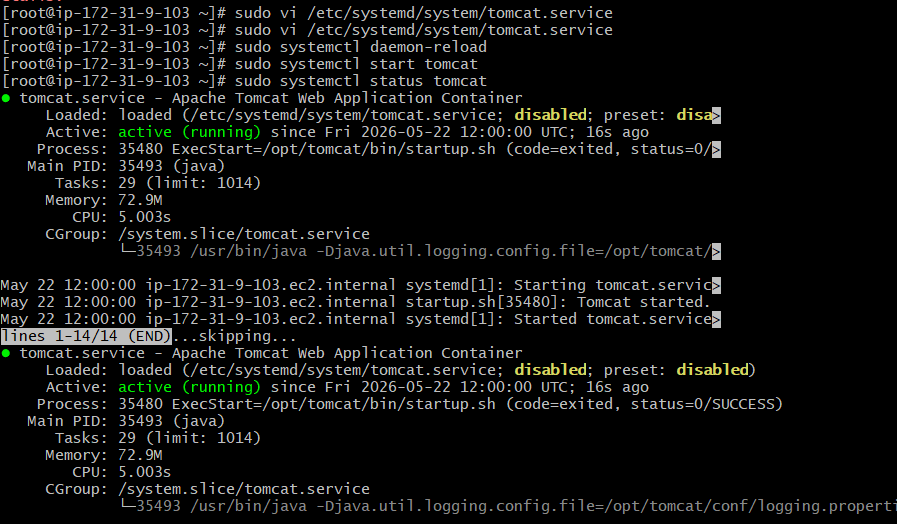 [root@ip-172-31-9-103 ~]# sudo vi /etc/systemd/system/tomcat.service
[root@ip-172-31-9-103 ~]# sudo vi /etc/systemd/system/tomcat.service
[root@ip-172-31-9-103 ~]# sudo systemctl daemon-reload
[root@ip-172-31-9-103 ~]# sudo systemctl start tomcat
[root@ip-172-31-9-103 ~]# sudo systemctl status tomcat
● tomcat.service - Apache Tomcat Web Application Container
     Loaded: loaded (/etc/systemd/system/tomcat.service; disabled; preset: disa>
     Active: active (running) since Fri 2026-05-22 12:00:00 UTC; 16s ago
    Process: 35480 ExecStart=/opt/tomcat/bin/startup.sh (code=exited, status=0/>
   Main PID: 35493 (java)
      Tasks: 29 (limit: 1014)
     Memory: 72.9M
        CPU: 5.003s
     CGroup: /system.slice/tomcat.service
             └─35493 /usr/bin/java -Djava.util.logging.config.file=/opt/tomcat/>
May 22 12:00:00 ip-172-31-9-103.ec2.internal systemd[1]: Starting tomcat.servic>
May 22 12:00:00 ip-172-31-9-103.ec2.internal startup.sh[35480]: Tomcat started.
May 22 12:00:00 ip-172-31-9-103.ec2.internal systemd[1]: Started tomcat.service>
lines 1-14/14 (END)...skipping...
● tomcat.service - Apache Tomcat Web Application Container
     Loaded: loaded (/etc/systemd/system/tomcat.service; disabled; preset: disabled)
     Active: active (running) since Fri 2026-05-22 12:00:00 UTC; 16s ago
    Process: 35480 ExecStart=/opt/tomcat/bin/startup.sh (code=exited, status=0/SUCCESS)
   Main PID: 35493 (java)
      Tasks: 29 (limit: 1014)
     Memory: 72.9M
        CPU: 5.003s
     CGroup: /system.slice/tomcat.service
             └─35493 /usr/bin/java -Djava.util.logging.config.file=/opt/tomcat/conf/logging.properti